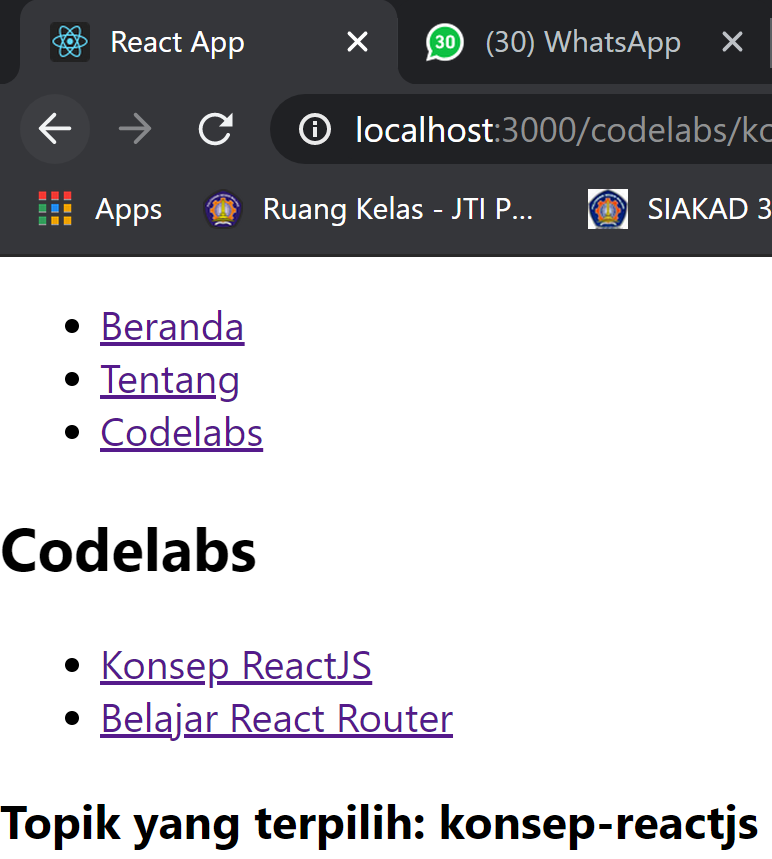 React App
(30) WhatsApp
localhost:3000/codelabs/ko
Apps
Ruang Kelas - JTI P...
SIAKAD 3
Beranda
Tentang
Codelabs
Codelabs
Konsep ReactJS
Belajar React Router
Topik yang terpilih: konsep-reactjs